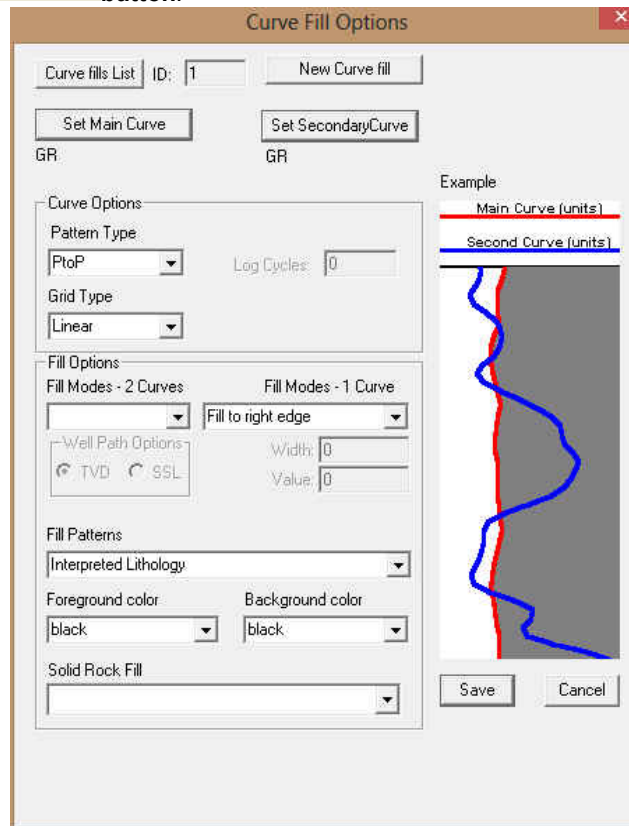 button.
Curve Fill Options
Curve fills List ID: 1 New Curve fill
Set Main Curve Set SecondaryCurve
GR GR
Example
Main Curve (units)
Second Curve (units)
Curve Options
Pattern Type
PtoP Log Cycles: 0
Grid Type
Linear
Fill Options
Fill Modes - 2 Curves Fill Modes - 1 Curve
Fill to right edge
Well Path Options Width: 0
TVD SSL Value: 0
Fill Patterns
Interpreted Lithology
Foreground color Background color
black black
Solid Rock Fill
Save Cancel